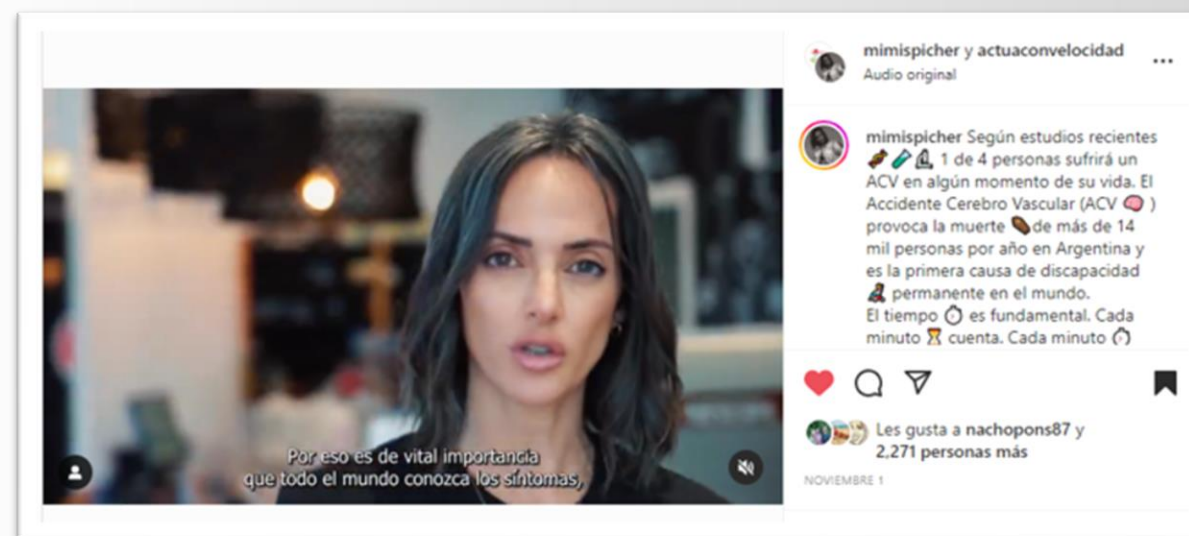 mimispicher y actuaconvelocidad
Audio original
mimispicher Según estudios recientes
🧬🧪🔬 1 de 4 personas sufrirá un
ACV en algún momento de su vida. El
Accidente Cerebro Vascular (ACV 🧠 )
provoca la muerte ⚰️de más de 14
mil personas por año en Argentina y
es la primera causa de discapacidad
👩‍🦽 permanente en el mundo.
El tiempo ⏱️ es fundamental. Cada
minuto ⏳ cuenta. Cada minuto ⏱️
Por eso es de vital importancia
que todo el mundo conozca los síntomas,
Les gusta a nachopons87 y
2,271 personas más
NOVIEMBRE 1